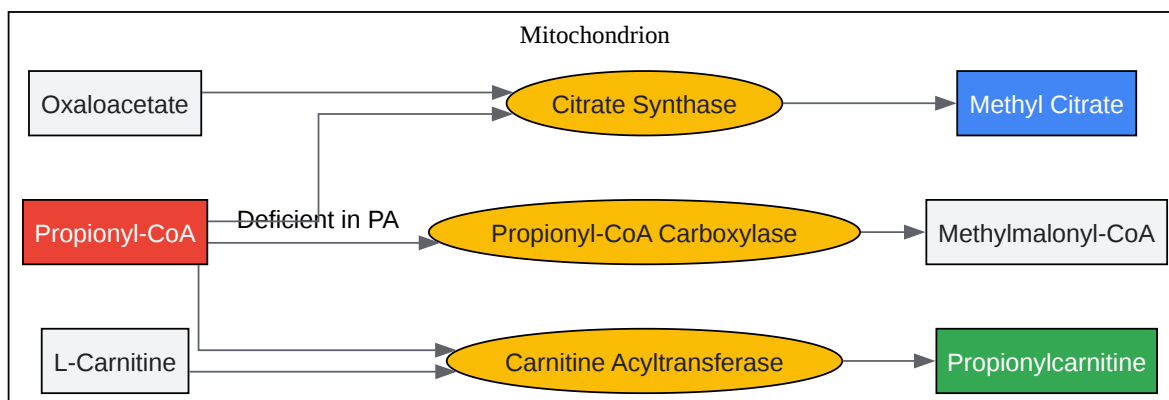 Mitochondrion
Oxaloacetate
Citrate Synthase
Methyl Citrate
Propionyl-CoA
Deficient in PA
Propionyl-CoA Carboxylase
Methylmalonyl-CoA
L-Carnitine
Carnitine Acyltransferase
Propionylcarnitine